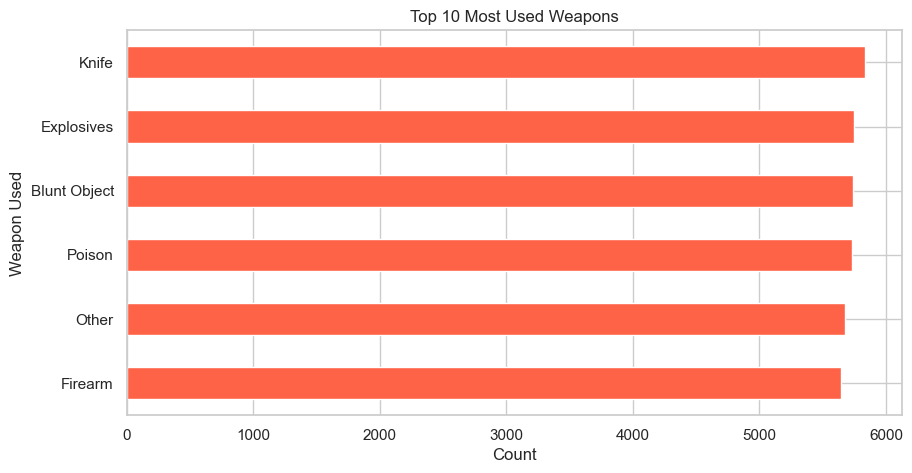 Top 10 Most Used Weapons
Weapon Used
Knife
Explosives
Blunt Object
Poison
Other
Firearm
0 1000 2000 3000 4000 5000 6000
Count